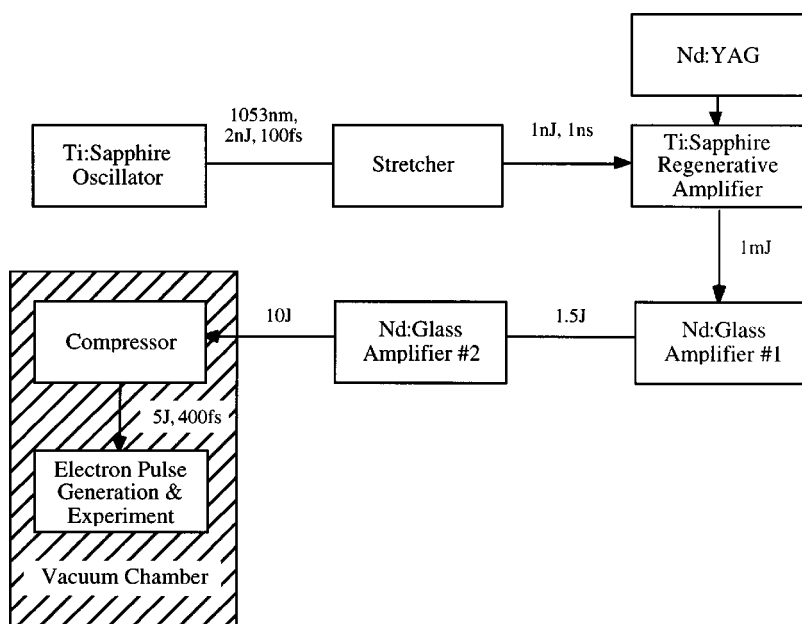 Nd:YAG
1053nm,
2nJ, 100fs
1nJ, 1ns
Ti:Sapphire
Oscillator
Stretcher
Ti:Sapphire
Regenerative
Amplifier
1mJ
Compressor
10J
Nd:Glass
Amplifier #2
1.5J
Nd:Glass
Amplifier #1
5J, 400fs
Electron Pulse
Generation &
Experiment
Vacuum Chamber